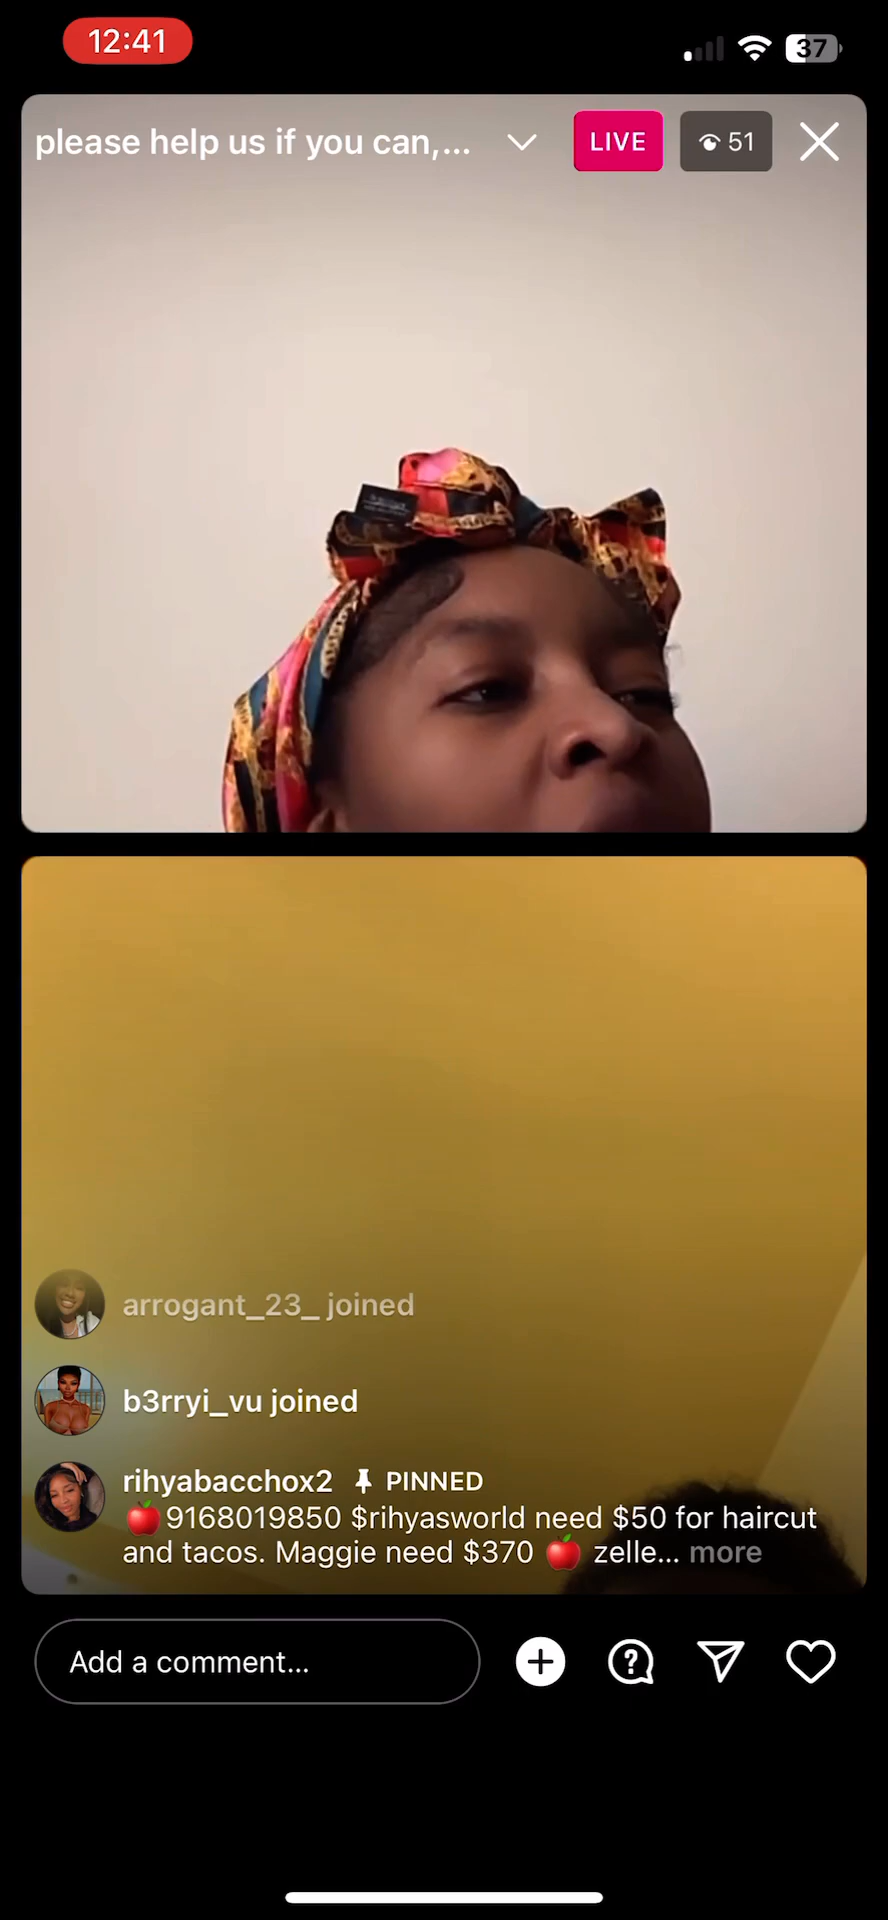 12:41
37
please help us if you can,...
LIVE
51
arrogant_23_ joined
b3rryi_vu joined
rihyabacchox2 PINNED
🍎9168019850 $rihyasworld need $50 for haircut
and tacos. Maggie need $370 🍎 zelle... more
Add a comment...